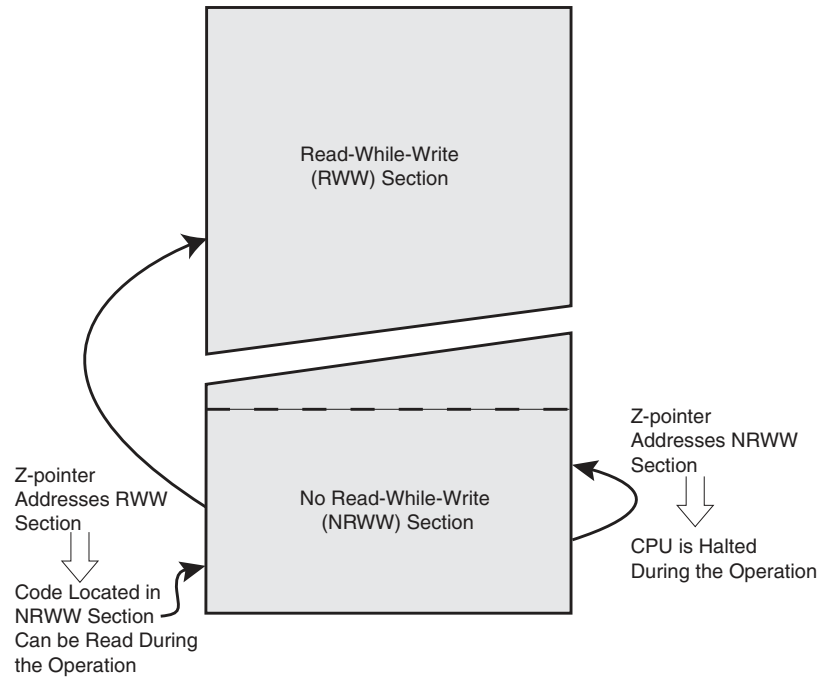 Read-While-Write
(RWW) Section
Z-pointer
Addresses NRWW
Section
Z-pointer
Addresses RWW
Section
No Read-While-Write
(NRWW) Section
CPU is Halted
During the Operation
Code Located in
NRWW Section
Can be Read During
the Operation